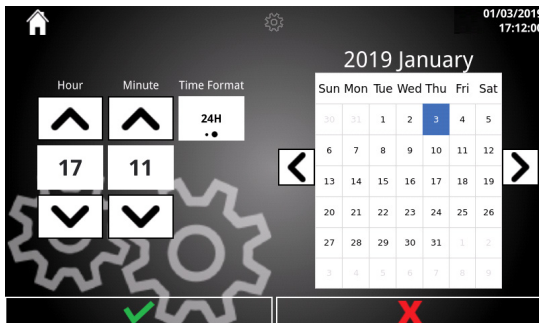 01/03/2019
17:12:00
2019 January
Hour Minute Time Format
24H
17 11
Sun Mon Tue Wed Thu Fri Sat
30 31 1 2 3 4 5
6 7 8 9 10 11 12
13 14 15 16 17 18 19
20 21 22 23 24 25 26
27 28 29 30 31 1 2
3 4 5 6 7 8 9